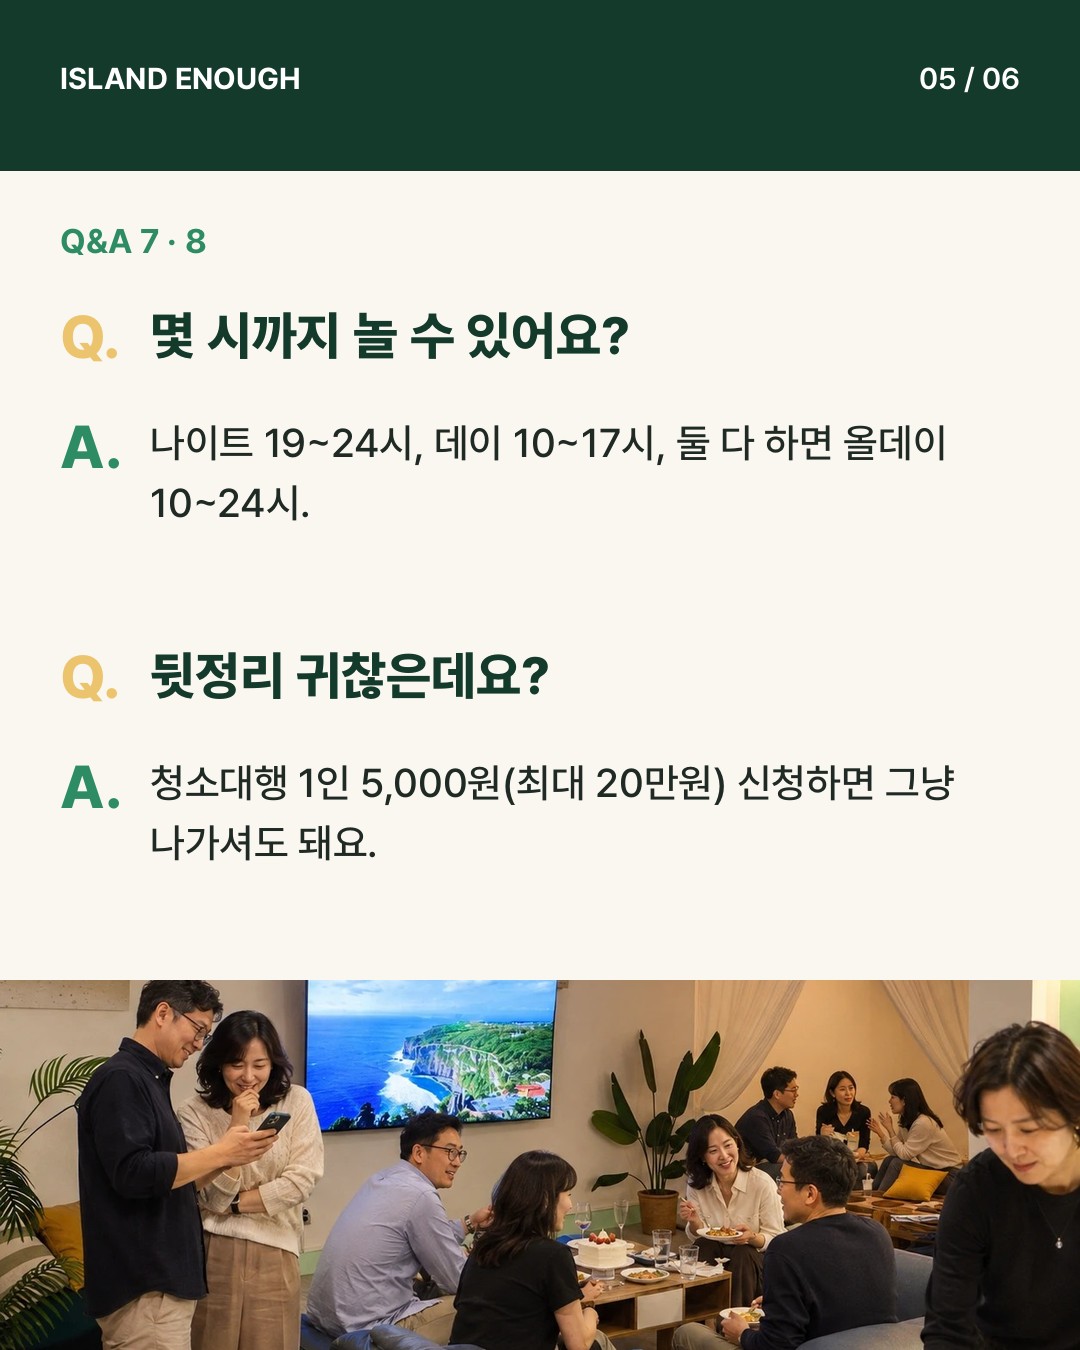 ISLAND ENOUGH
05 / 06
Q&A 7 · 8
Q. 몇 시까지 놀 수 있어요?
A. 나이트 19~24시, 데이 10~17시, 둘 다 하면 올데이
10~24시.
Q. 뒷정리 귀찮은데요?
A. 청소대행 1인 5,000원(최대 20만원) 신청하면 그냥
나가셔도 돼요.